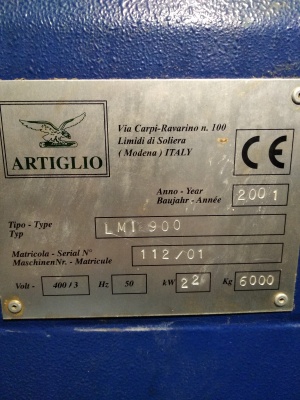 ARTIGLIO
Via Carpi-Ravarino n. 100
Limidi di Soliera
( Modena ) ITALY
CE
Anno - Year
Baujahr - Année
2001
Tipo - Type
Typ
LMI 900
Matricola - Serial N°
MaschinenNr. - Matricule
112/01
Volt - 400 / 3 Hz 50 kW 22 Kg 6000